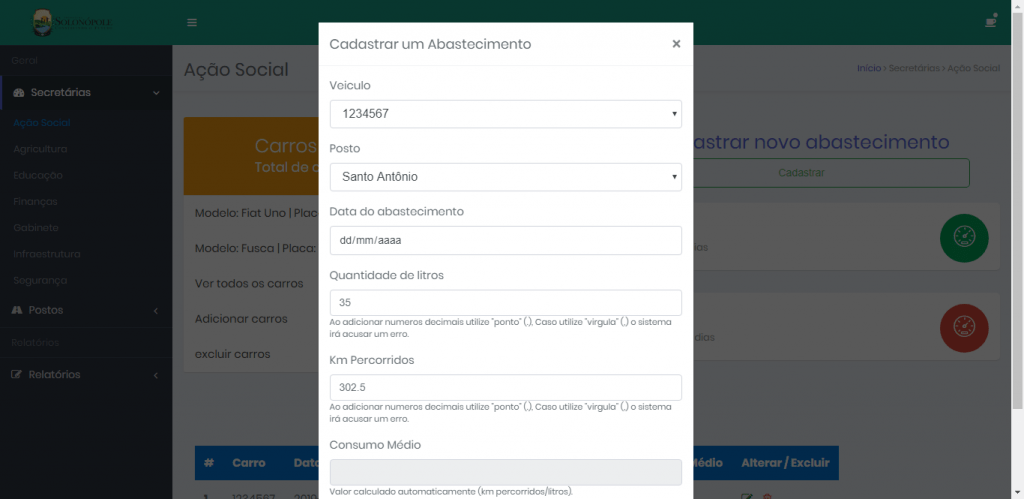 SOLONÓPOLE
Geral
Secretárias
Ação Social
Agricultura
Educação
Finanças
Gabinete
Infraestrutura
Segurança
Postos
Relatórios
Relatórios
Ação Social
Início > Secretárias > Ação Social
Carros
Total de c
Modelo: Fiat Uno | Plac
Modelo: Fusca | Placa:
Ver todos os carros
Adicionar carros
excluir carros
astrar novo abastecimento
Cadastrar
dios
dios
# Carro Data
Médio Alterar / Excluir
1 1234567 2019
Cadastrar um Abastecimento
×
Veiculo
1234567
Posto
Santo Antônio
Data do abastecimento
dd/mm/aaaa
Quantidade de litros
35
Ao adicionar numeros decimais utilize "ponto" (.), Caso utilize "virgula" (,) o sistema
irá acusar um erro.
Km Percorridos
302.5
Ao adicionar numeros decimais utilize "ponto" (.), Caso utilize "virgula" (,) o sistema
irá acusar um erro.
Consumo Médio
Valor calculado automaticamente (km percorridos/litros).